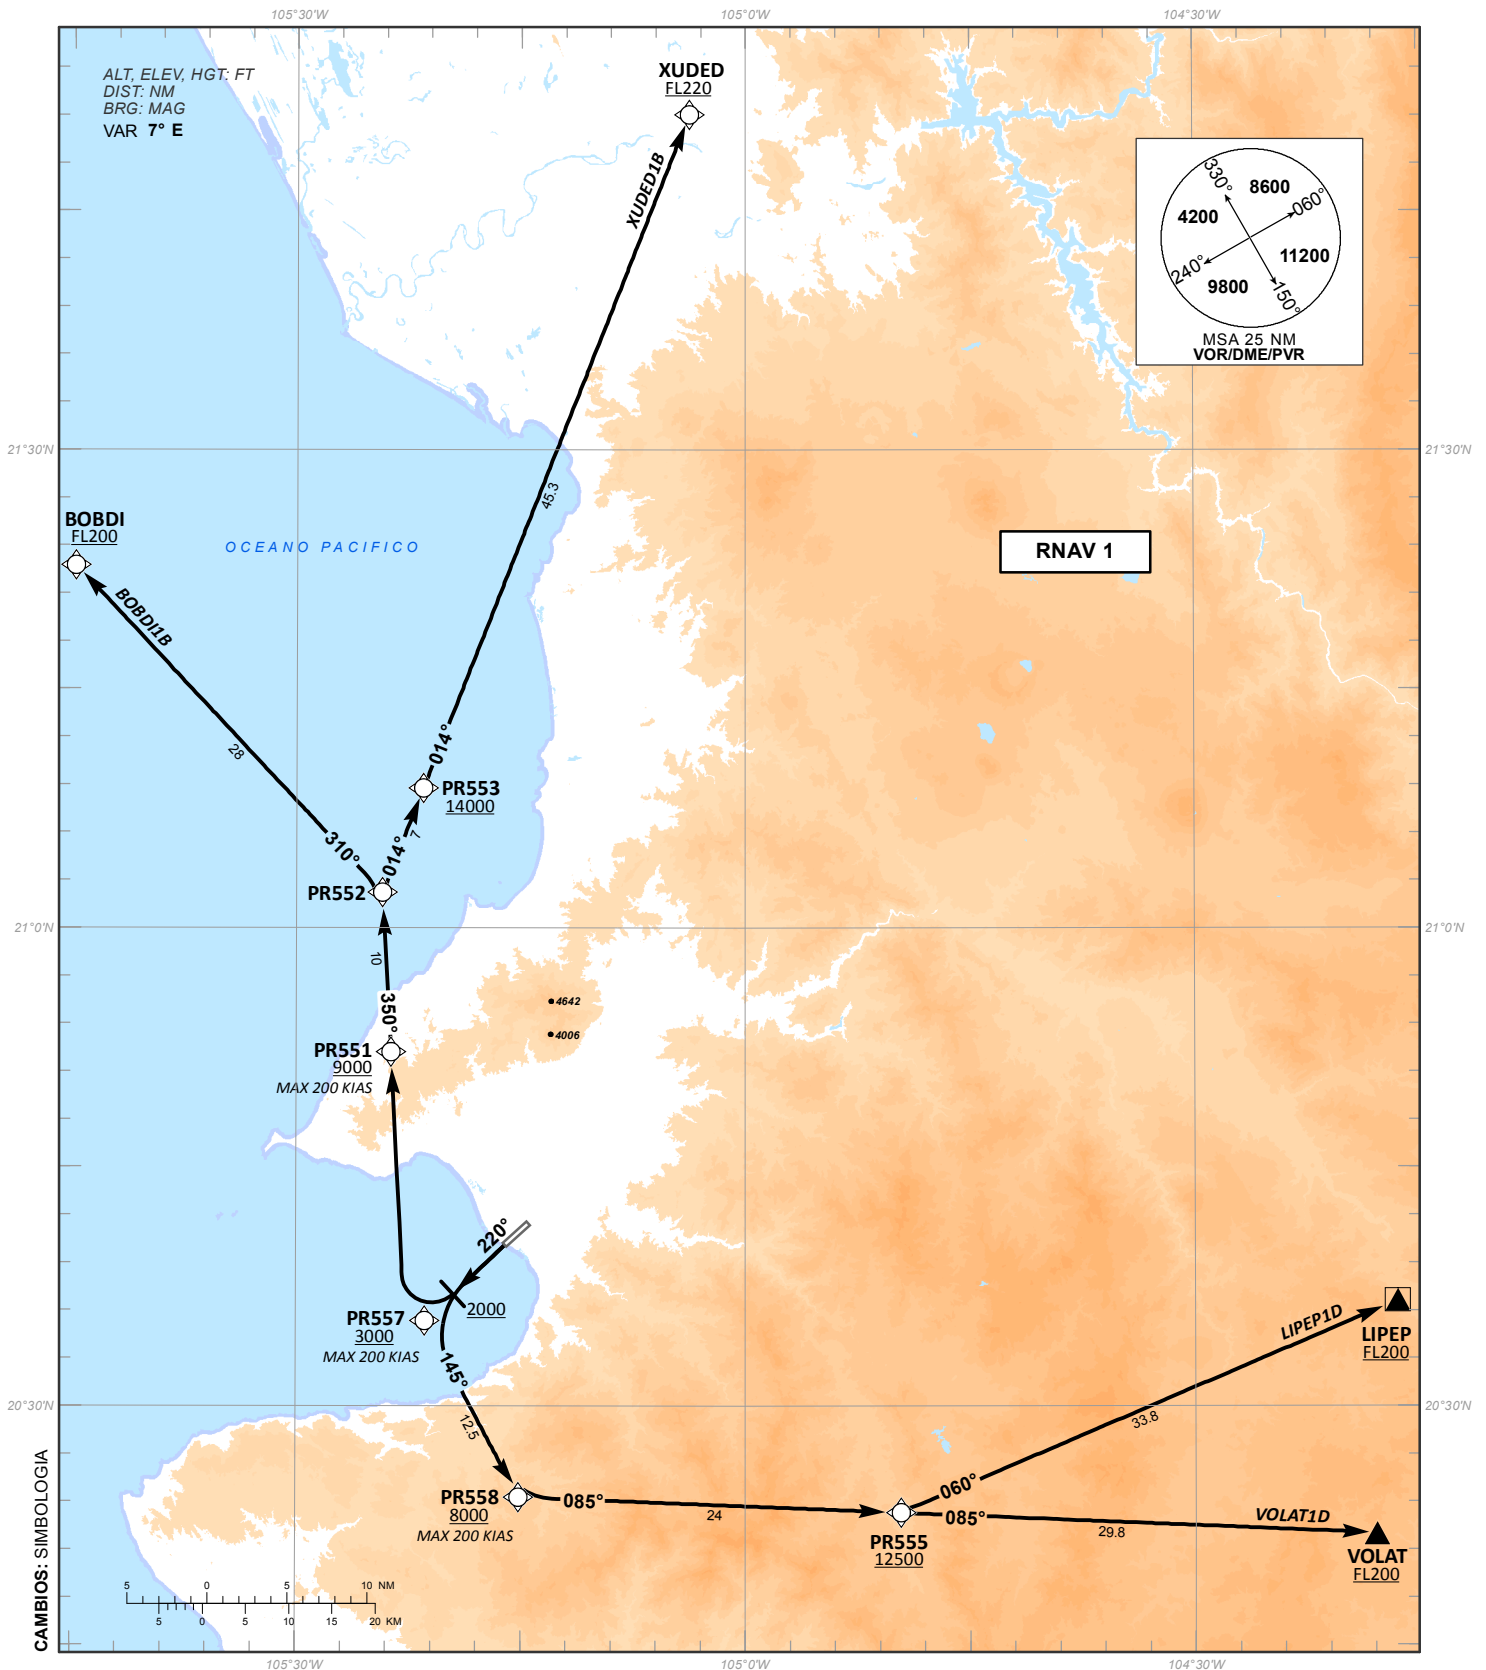 105°30'W
105°0'W
104°30'W
ALT, ELEV, HGT: FT
DIST: NM
BRG: MAG
VAR 7° E
XUDED
FL220
XUDED1B
330°
8600
060°
4200
11200
240°
9800
150°
MSA 25 NM
VOR/DME/PVR
21°30'N
21°30'N
45.3
BOBDI
FL200
OCEANO PACIFICO
RNAV 1
BOBDI1B
28
014°
PR553
14000
7
014°
310°
PR552
21°0'N
21°0'N
10
350°
4642
4006
PR551
9000
MAX 200 KIAS
220°
2000
PR557
3000
MAX 200 KIAS
145°
12.5
LIPEP1D
LIPEP
FL200
20°30'N
20°30'N
33.8
060°
PR558
8000
MAX 200 KIAS
085°
24
PR555
12500
085°
29.8
VOLAT1D
VOLAT
FL200
CAMBIOS: SIMBOLOGIA
5 0 5 10 NM
5 0 5 10 15 20 KM
105°30'W
105°0'W
104°30'W